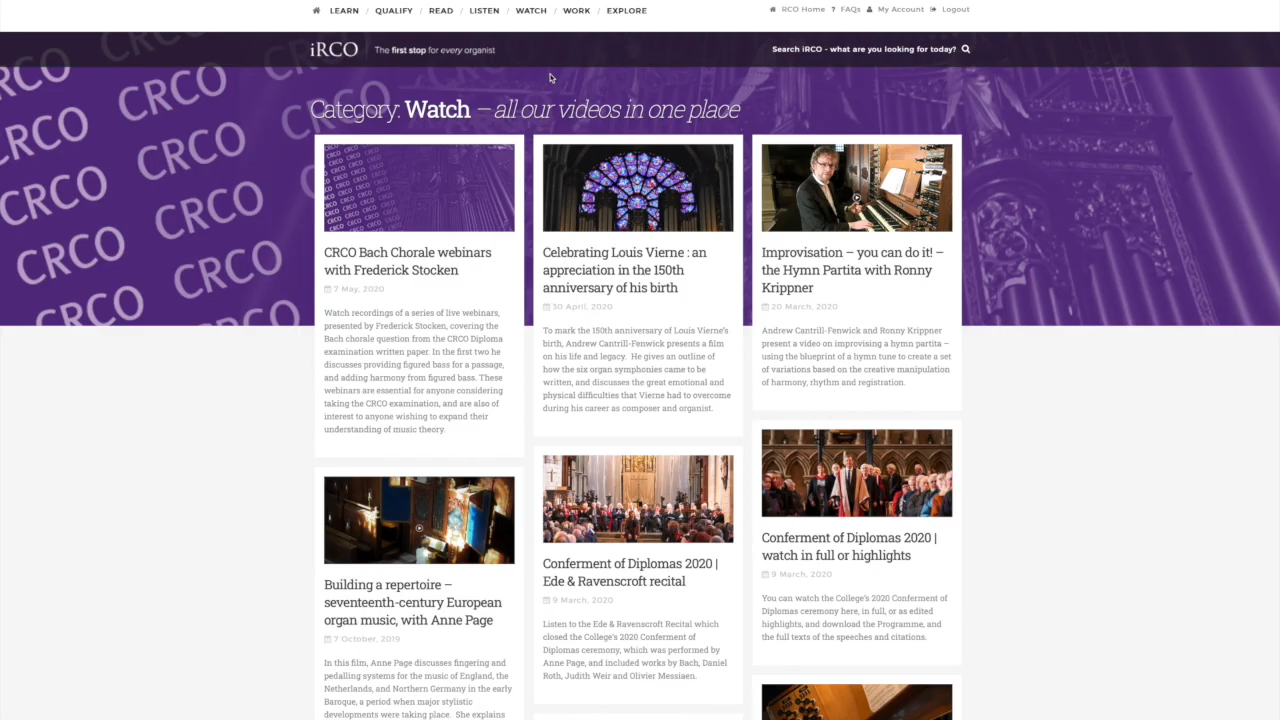 LEARN / QUALIFY / READ / LISTEN / WATCH / WORK / EXPLORE
RCO Home ? FAQs My Account Logout
iRCO The first stop for every organist
Search iRCO - what are you looking for today?
CRCO CRCO CRCO
CRCO CRCO
CRCO CRCO
CRCO CRCO
CRCO CRCO
Category: Watch – all our videos in one place
CRCO Bach Chorale webinars
with Frederick Stocken
7 May, 2020
Watch recordings of a series of live webinars,
presented by Frederick Stocken, covering the
Bach chorale question from the CRCO Diploma
examination written paper. In the first two he
discusses providing figured bass for a passage,
and adding harmony from figured bass. These
webinars are essential for anyone considering
taking the CRCO examination, and are also of
interest to anyone wishing to expand their
understanding of music theory.
Building a repertoire –
seventeenth-century European
organ music, with Anne Page
7 October, 2019
In this film, Anne Page discusses fingering and
pedalling systems for the music of England, the
Netherlands, and Northern Germany in the early
Baroque, a period when major stylistic
developments were taking place. She explains
Celebrating Louis Vierne : an
appreciation in the 150th
anniversary of his birth
30 April, 2020
To mark the 150th anniversary of Louis Vierne's
birth, Andrew Cantrill-Fenwick presents a film
on his life and legacy. He gives an outline of
how the six organ symphonies came to be
written, and discusses the great emotional and
physical difficulties that Vierne had to overcome
during his career as composer and organist.
Conferment of Diplomas 2020 |
Ede & Ravenscroft recital
9 March, 2020
Listen to the Ede & Ravenscroft Recital which
closed the College's 2020 Conferment of
Diplomas ceremony, which was performed by
Anne Page, and included works by Bach, Daniel
Roth, Judith Weir and Olivier Messiaen.
Improvisation – you can do it! –
the Hymn Partita with Ronny
Krippner
20 March, 2020
Andrew Cantrill-Fenwick and Ronny Krippner
present a video on improvising a hymn partita –
using the blueprint of a hymn tune to create a set
of variations based on the creative manipulation
of harmony, rhythm and registration.
Conferment of Diplomas 2020 |
watch in full or highlights
9 March, 2020
You can watch the College's 2020 Conferment of
Diplomas ceremony here, in full, or as edited
highlights, and download the Programme, and
the full texts of the speeches and citations.